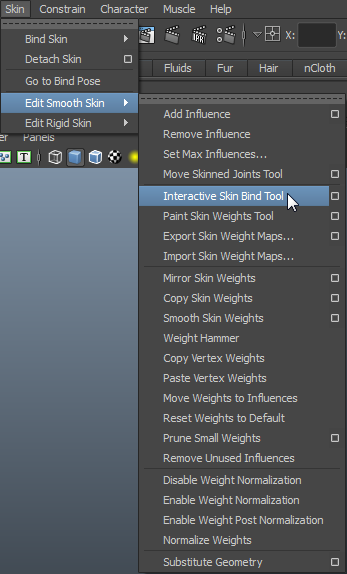 Skin Constrain Character Muscle Help
X:
Y:
Bind Skin
Detach Skin
Go to Bind Pose
Edit Smooth Skin
Edit Rigid Skin
Fluids Fur Hair nCloth
Panels
T
Add Influence
Remove Influence
Set Max Influences...
Move Skinned Joints Tool
Interactive Skin Bind Tool
Paint Skin Weights Tool
Export Skin Weight Maps...
Import Skin Weight Maps...
Mirror Skin Weights
Copy Skin Weights
Smooth Skin Weights
Weight Hammer
Copy Vertex Weights
Paste Vertex Weights
Move Weights to Influences
Reset Weights to Default
Prune Small Weights
Remove Unused Influences
Disable Weight Normalization
Enable Weight Normalization
Enable Weight Post Normalization
Normalize Weights
Substitute Geometry